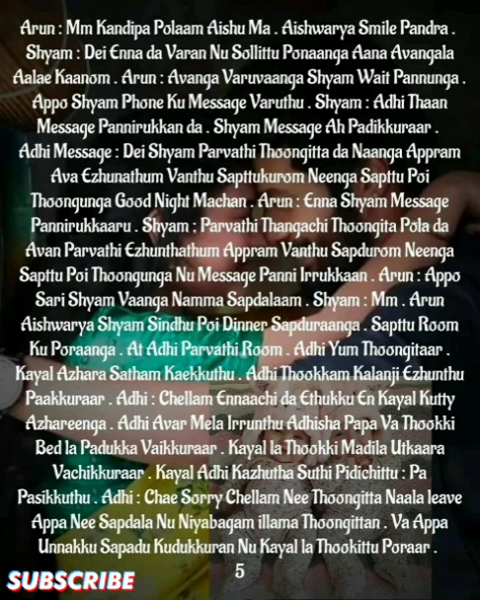 Arun : Mm Kandipa Polaam Aishu Ma . Aishwarya Smile Pandra .
Shyam : Dei Enna da Varan Nu Sollittu Ponaanga Aana Avangala
Aalae Kaanom . Arun : Avanga Varuvaanga Shyam Wait Pannunga .
Appo Shyam Phone Ku Message Varuthu . Shyam : Adhi Thaan
Message Pannirukkan da . Shyam Message Ah Padikkuraar .
Adhi Message : Dei Shyam Parvathi Thoongitta da Naanga Appram
Ava Ezhunathum Vanthu Sapttukurom Neenga Sapttu Poi
Thoongunga Good Night Machan . Arun : Enna Shyam Message
Pannirukkaaru . Shyam : Parvathi Thangachi Thoongita Pola da
Avan Parvathi Ezhunthathum Appram Vanthu Sapdurom Neenga
Sapttu Poi Thoongunga Nu Message Panni Irrukkaan . Arun : Appo
Sari Shyam Vaanga Namma Sapdalaam . Shyam : Mm . Arun
Aishwarya Shyam Sindhu Poi Dinner Sapduraanga . Sapttu Room
Ku Poraanga . At Adhi Parvathi Room . Adhi Yum Thoongitaar .
Kayal Azhara Satham Kaekkuthu . Adhi Thookkam Kalanji Ezhunthu
Paakkuraar . Adhi : Chellam Ennaachi da Ethukku En Kayal Kutty
Azhareenga . Adhi Avar Mela Irrunthu Adhisha Papa Va Thookki
Bed la Padukka Vaikkuraar . Kayal la Thookki Madila Utkaara
Vachikkuraar . Kayal Adhi Kazhutha Suthi Pidichittu : Pa
Pasikkuthu . Adhi : Chae Sorry Chellam Nee Thoongitta Naala leave
Appa Nee Sapdala Nu Niyabagam illama Thoongittan . Va Appa
Unnakku Sapadu Kudukkuran Nu Kayal la Thookittu Poraar .
5
SUBSCRIBE